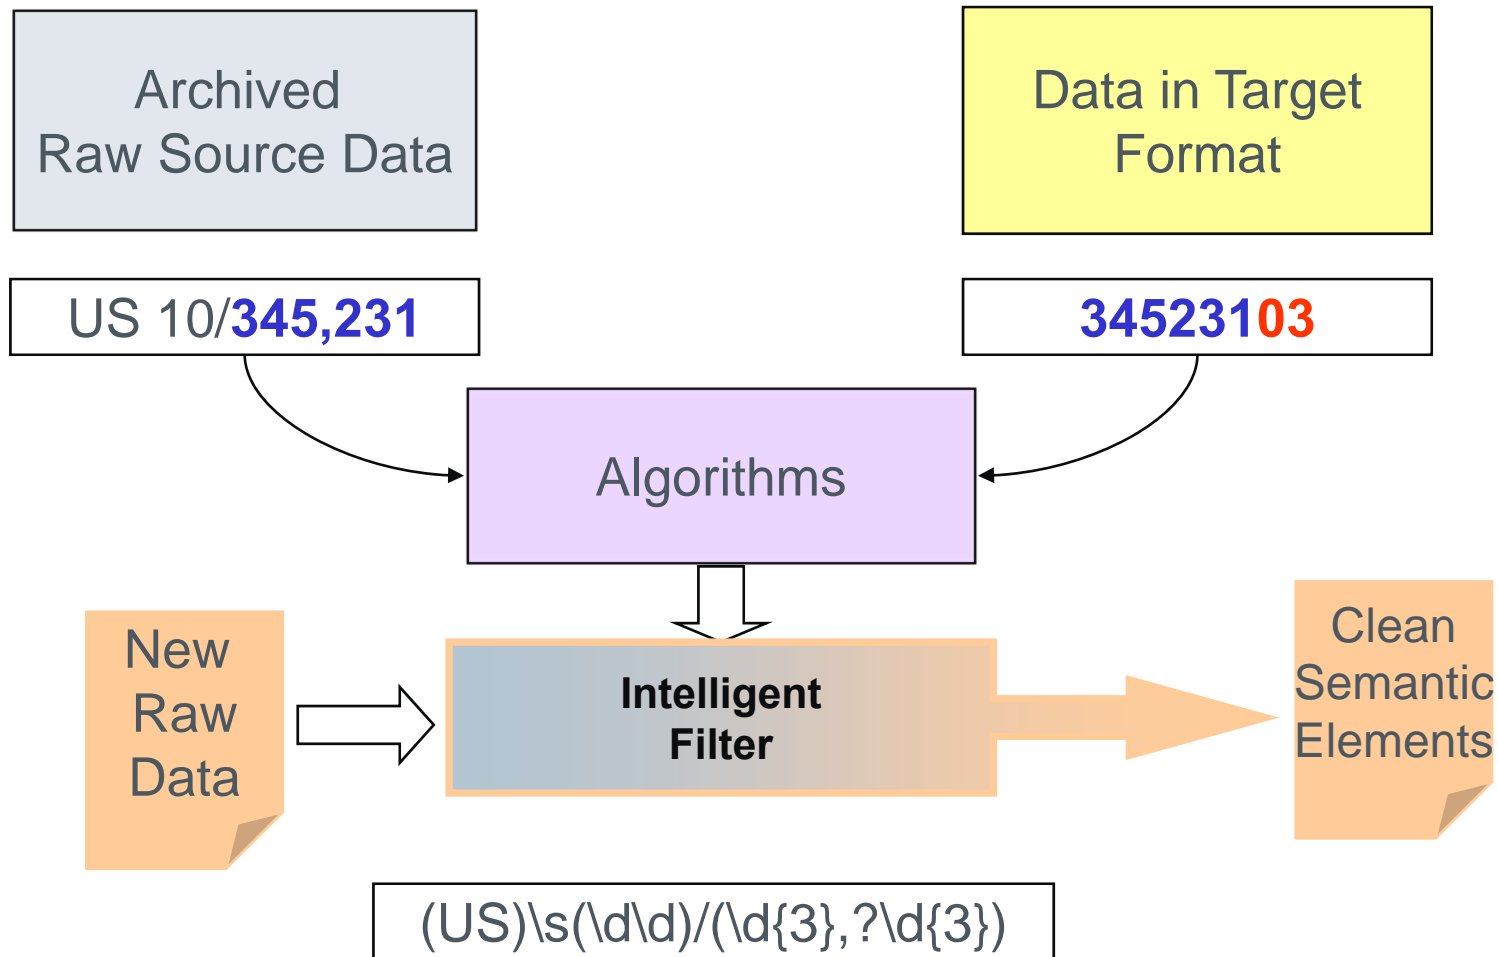 Archived
Raw Source Data
Data in Target
Format
US 10/345,231
34523103
Algorithms
New
Raw
Data
Intelligent
Filter
Clean
Semantic
Elements
(US)\s(\d\d)/(\d{3},?\d{3})